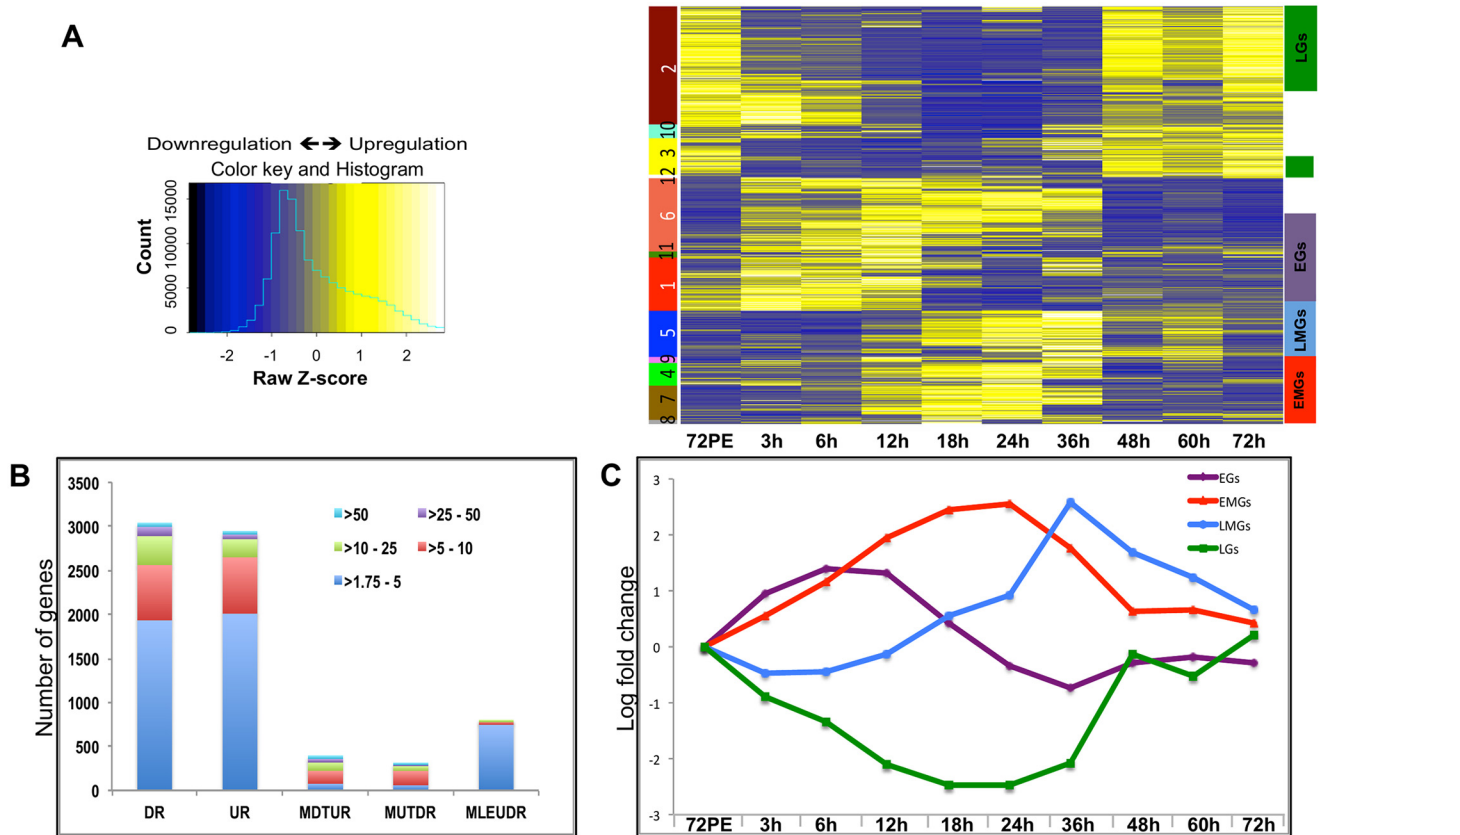 A
Downregulation ↔ Upregulation
Color key and Histogram
Count
0 5000 10000 15000
-2 -1 0 1 2
Raw Z-score
2
10
3
12
6
11
1
5
9
4
7
8
LGs
EGs
LMGs
EMGs
72PE 3h 6h 12h 18h 24h 36h 48h 60h 72h
B
Number of genes
3500
3000
2500
2000
1500
1000
500
0
>50 >25 - 50
>10 - 25 >5 - 10
>1.75 - 5
DR UR MDTUR MUTDR MLEUDR
C
Log fold change
3
2
1
0
-1
-2
-3
EGs
EMGs
LMGs
LGs
72PE 3h 6h 12h 18h 24h 36h 48h 60h 72h